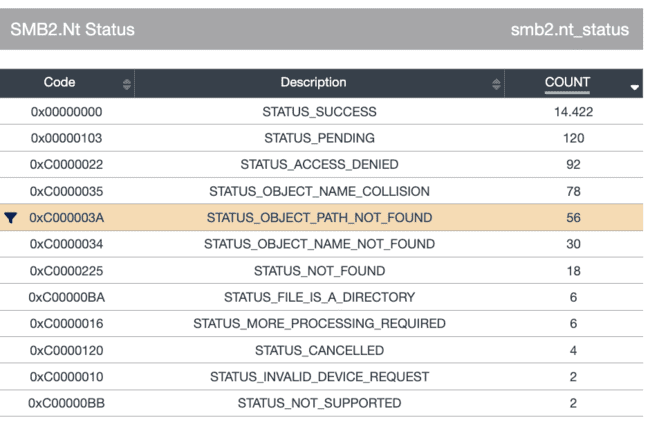 SMB2.Nt Status smb2.nt_status
Code Description COUNT
0x00000000 STATUS_SUCCESS 14.422
0x00000103 STATUS_PENDING 120
0xC0000022 STATUS_ACCESS_DENIED 92
0xC0000035 STATUS_OBJECT_NAME_COLLISION 78
0xC000003A STATUS_OBJECT_PATH_NOT_FOUND 56
0xC0000034 STATUS_OBJECT_NAME_NOT_FOUND 30
0xC0000225 STATUS_NOT_FOUND 18
0xC00000BA STATUS_FILE_IS_A_DIRECTORY 6
0xC0000016 STATUS_MORE_PROCESSING_REQUIRED 6
0xC0000120 STATUS_CANCELLED 4
0xC0000010 STATUS_INVALID_DEVICE_REQUEST 2
0xC00000BB STATUS_NOT_SUPPORTED 2